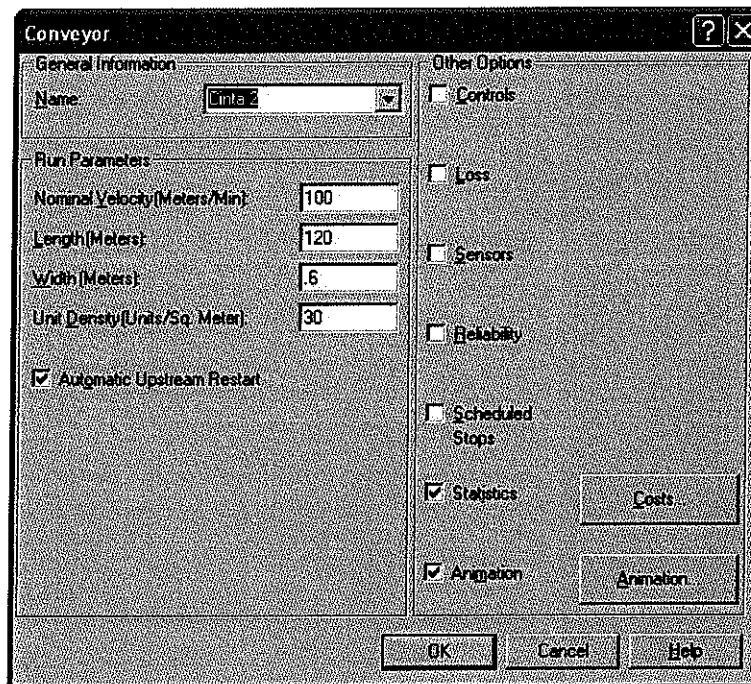 Conveyor
General Information
Name:
Cinta 2
Run Parameters
Nominal Velocity(Meters/Min):
100
Length(Meters):
120
Width (Meters):
.6
Unit Density(Units/Sq. Meter):
30
Automatic Upstream Restart
Other Options
Controls
Loss
Sensors
Reliability
Scheduled
Stops
Statistics
Costs...
Animation
Animation...
OK
Cancel
Help